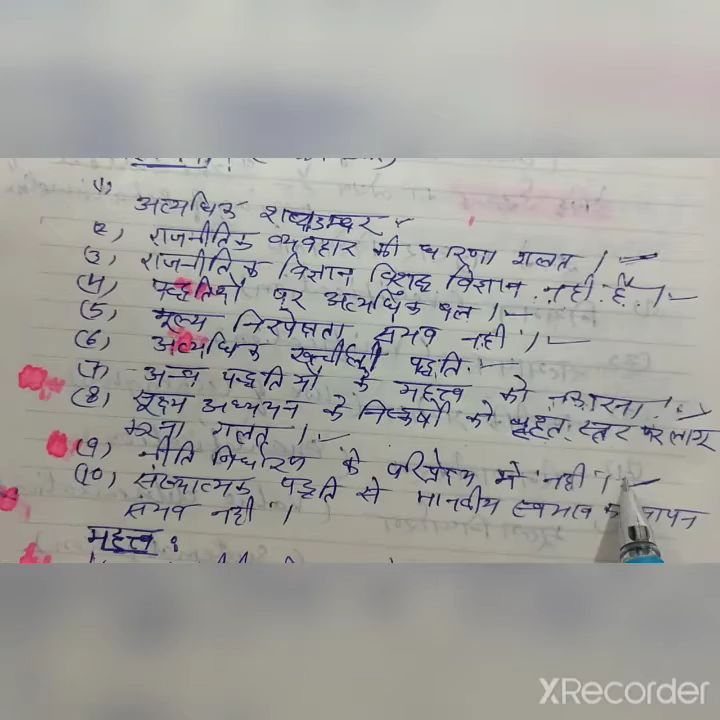 1) अत्यधिक शब्दाडम्बर
2) राजनीतिक व्यवहार की धारणा गलत।
(3) राजनीतिक विज्ञान विशुद्ध विज्ञान नहीं है।
(4) पद्धतियों पर अत्यधिक बल।
(5) मूल्य निरपेक्षता संभव नहीं।
(6) अत्यधिक खर्चीली पद्धति
(7) अन्य पद्धतियों के महत्त्व को नकारना।
(8) सूक्ष्म अध्ययन के निष्कर्षों को बृहत स्तर पर लागू
करना गलत।
(9) नीति निर्धारण के परिप्रेक्ष्य में नहीं।
(10) संख्यात्मक पद्धति से मानवीय स्वभाव का मापन
संभव नहीं।
महत्त्व:
XRecorder